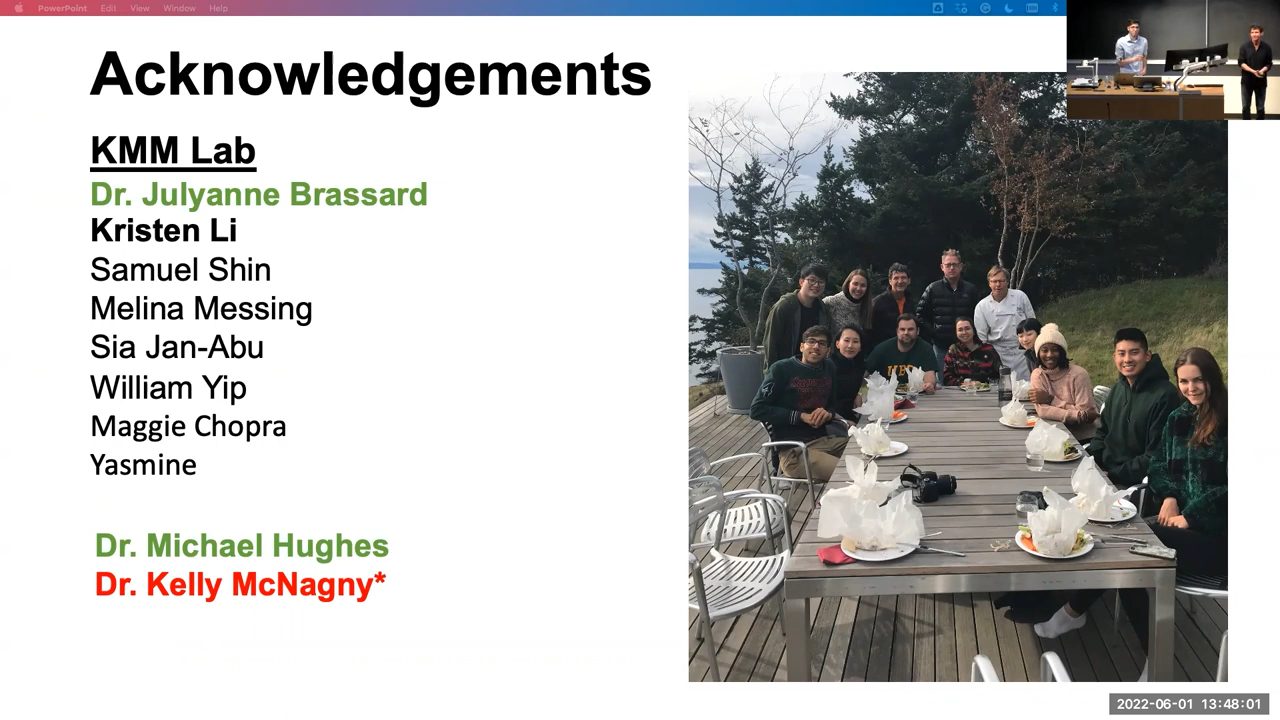 PowerPoint Edit View Window Help
Acknowledgements
KMM Lab
Dr. Julyanne Brassard
Kristen Li
Samuel Shin
Melina Messing
Sia Jan-Abu
William Yip
Maggie Chopra
Yasmine
Dr. Michael Hughes
Dr. Kelly McNagny*
2022-06-01 13:48:01